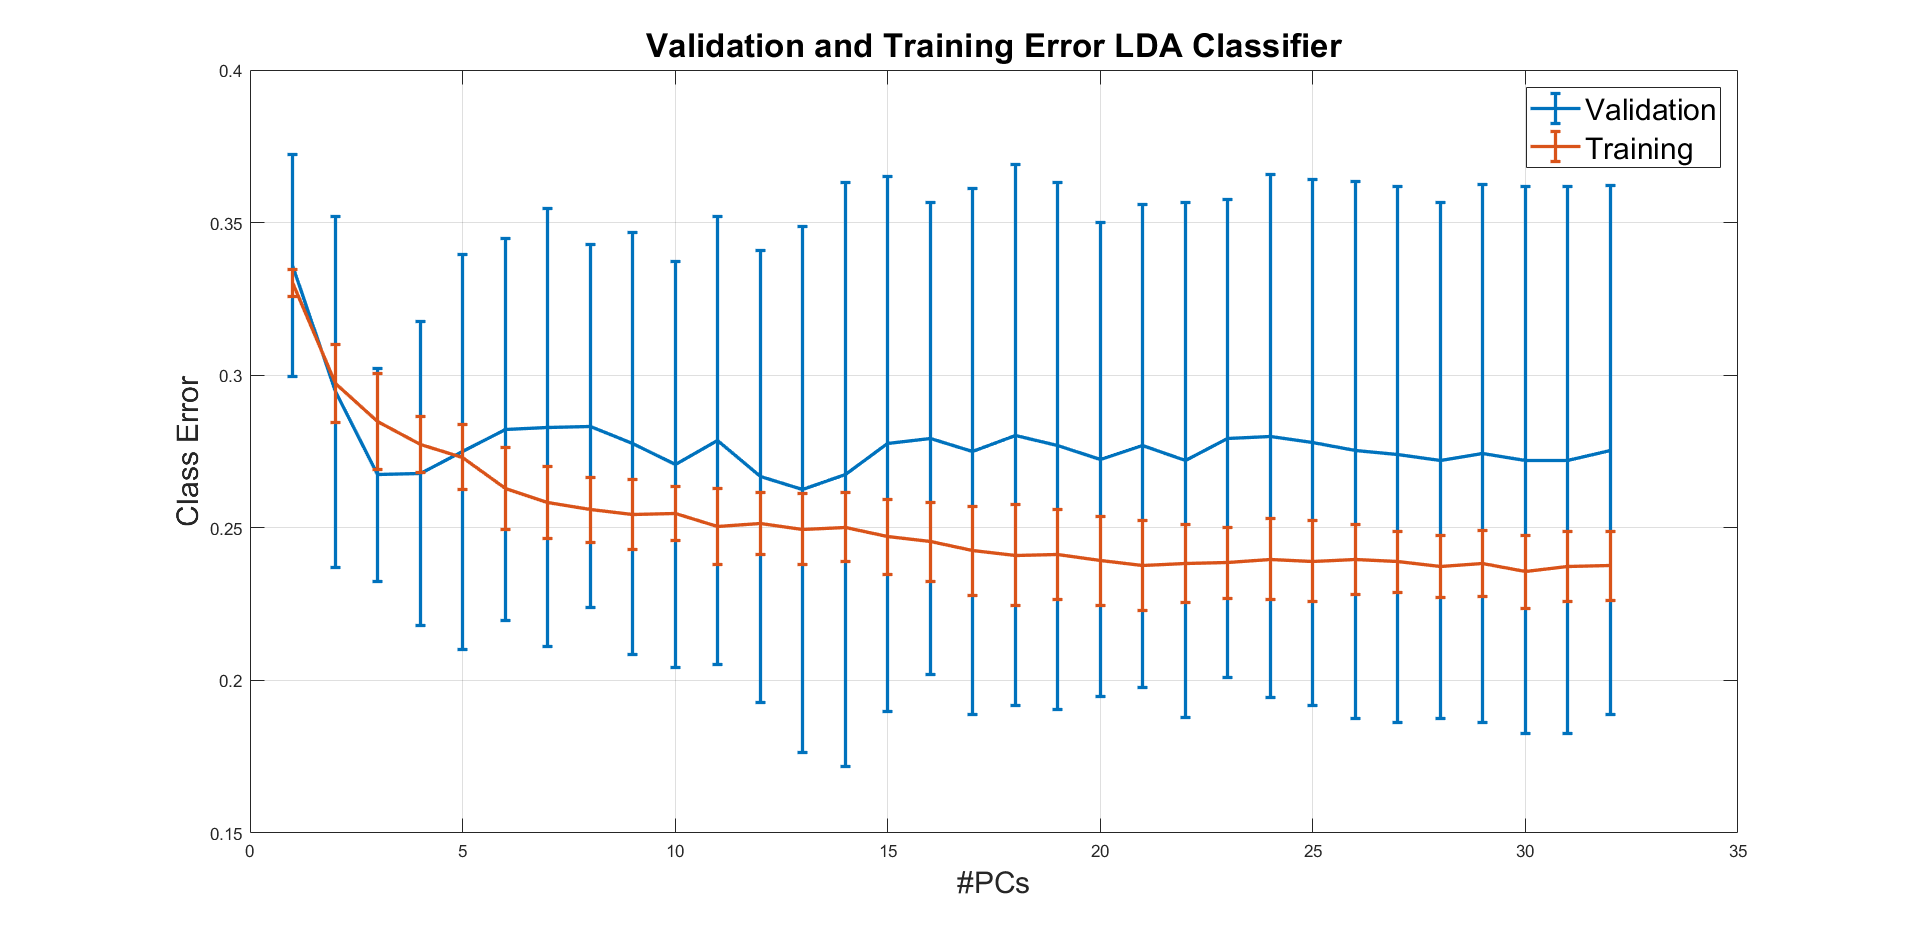 Validation and Training Error LDA Classifier
Validation
Training
Class Error
0.4
0.35
0.3
0.25
0.2
0.15
0 5 10 15 20 25 30 35
#PCs